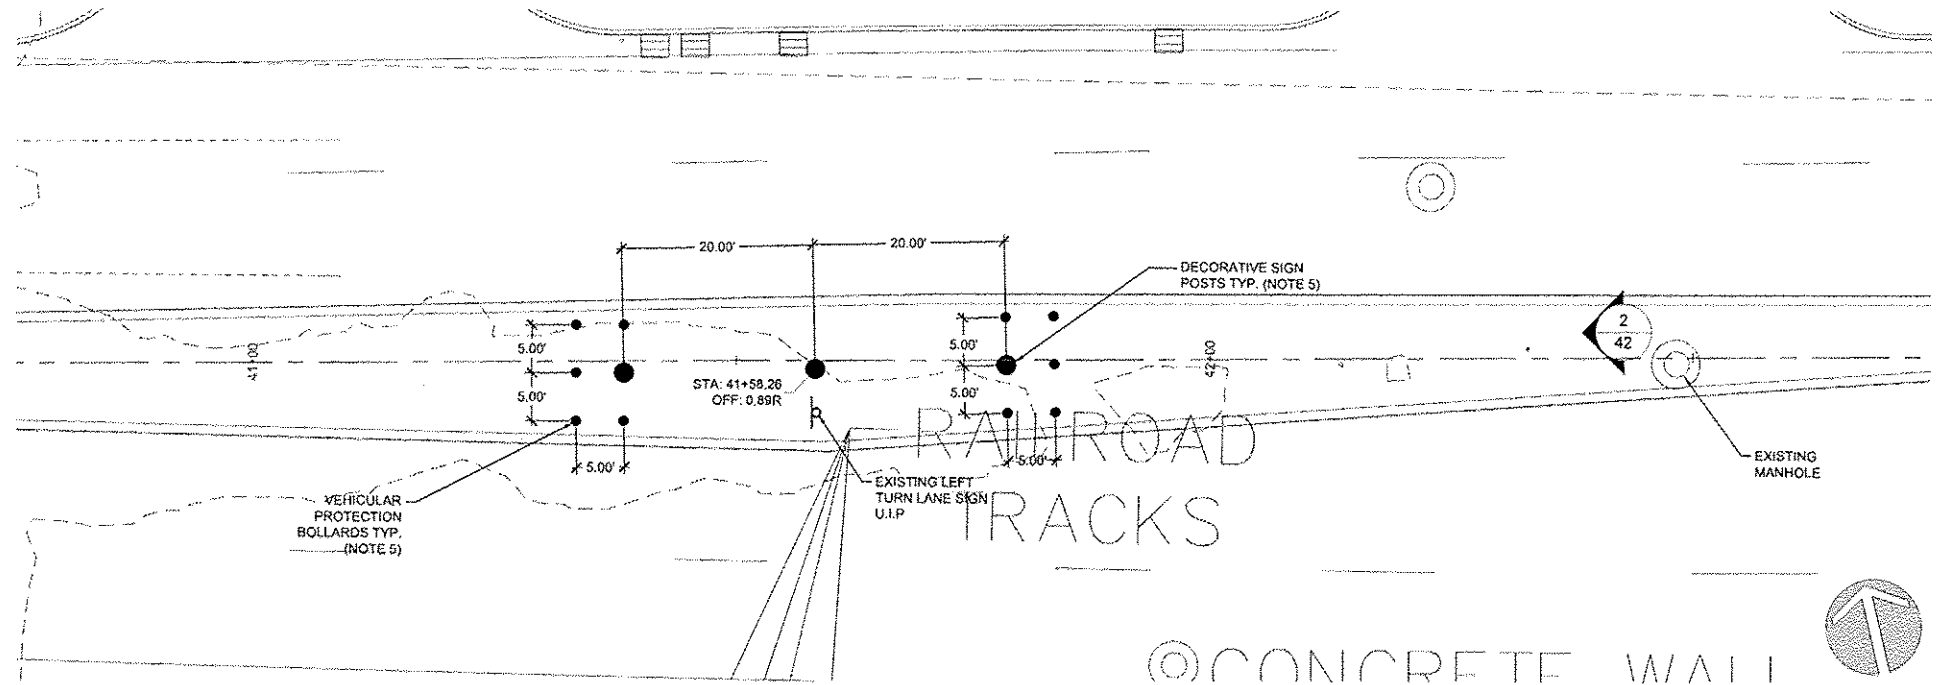 20.00'
20.00'
DECORATIVE SIGN
POSTS TYP. (NOTE 5)
2
42
41+00
42+00
5.00'
5.00'
5.00'
5.00'
STA: 41+58.26
OFF: 0.89R
RAILROAD
TRACKS
5.00'
5.00'
VEHICULAR
PROTECTION
BOLLARDS TYP.
(NOTE 5)
EXISTING LEFT
TURN LANE SIGN
U.I.P
EXISTING
MANHOLE
CONCRETE WALL